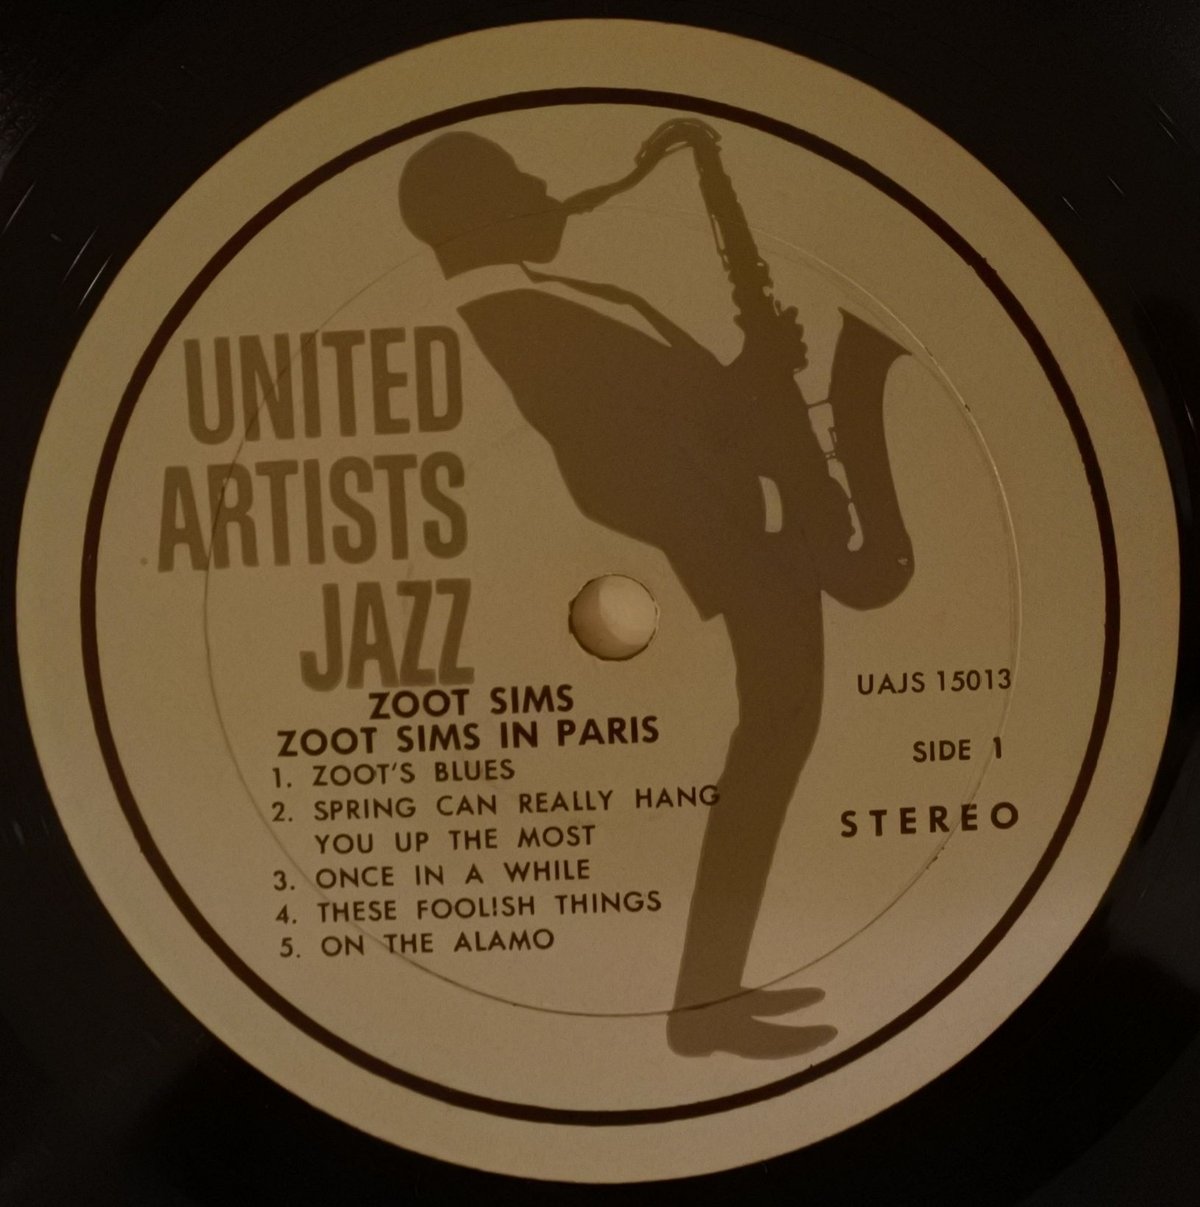 UNITED
ARTISTS
JAZZ
ZOOT SIMS
ZOOT SIMS IN PARIS
1. ZOOT'S BLUES
2. SPRING CAN REALLY HANG
YOU UP THE MOST
3. ONCE IN A WHILE
4. THESE FOOLISH THINGS
5. ON THE ALAMO
UAJS 15013
SIDE 1
STEREO